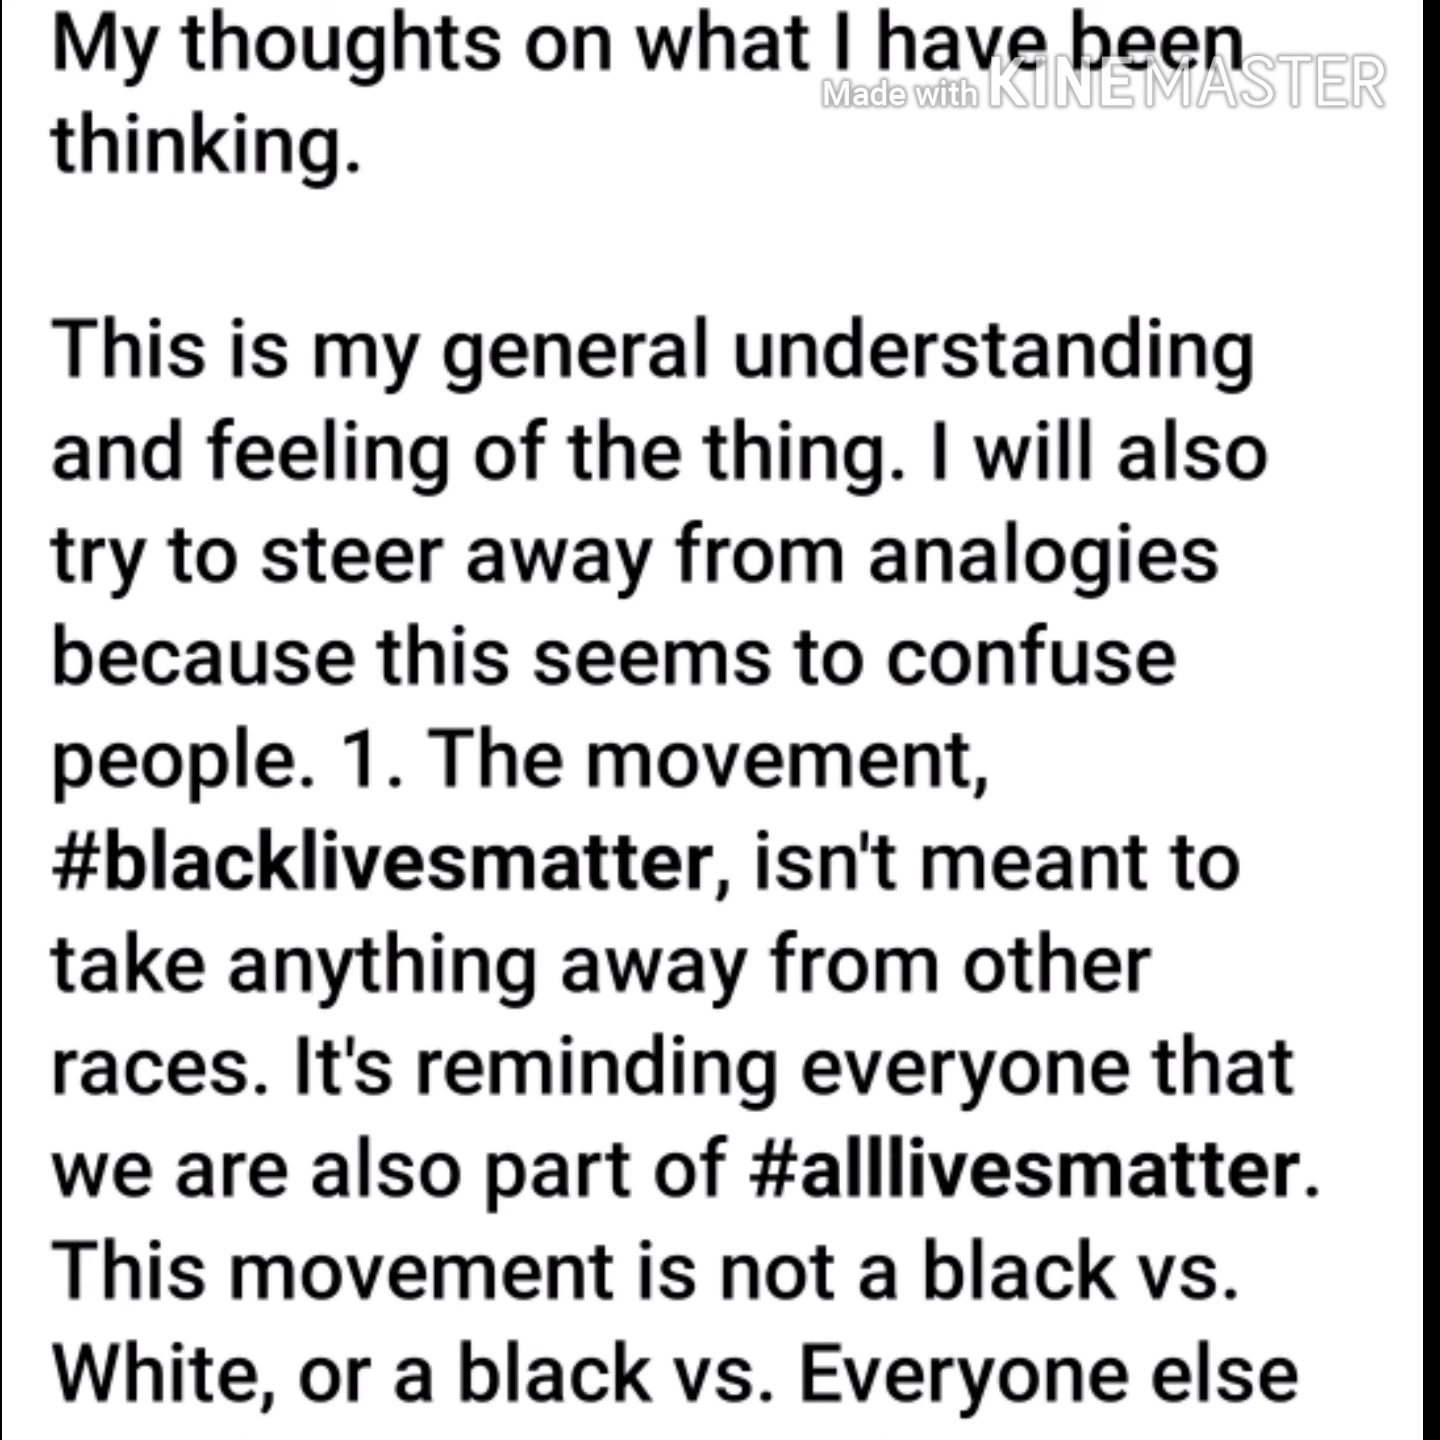 My thoughts on what I have been
Made with KINEMASTER
thinking.
This is my general understanding
and feeling of the thing. I will also
try to steer away from analogies
because this seems to confuse
people. 1. The movement,
#blacklivesmatter, isn't meant to
take anything away from other
races. It's reminding everyone that
we are also part of #alllivesmatter.
This movement is not a black vs.
White, or a black vs. Everyone else